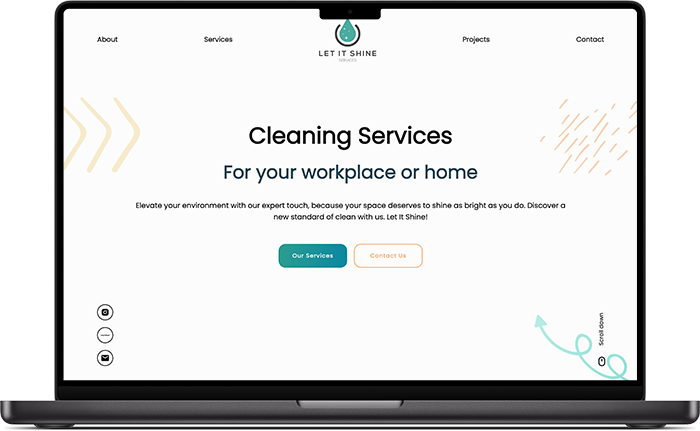 About
Services
LET IT SHINE
SERVICES
Projects
Contact
Cleaning Services
For your workplace or home
Elevate your environment with our expert touch, because your space deserves to shine as bright as you do. Discover a
new standard of clean with us. Let It Shine!
Our Services
Contact Us
Scroll down